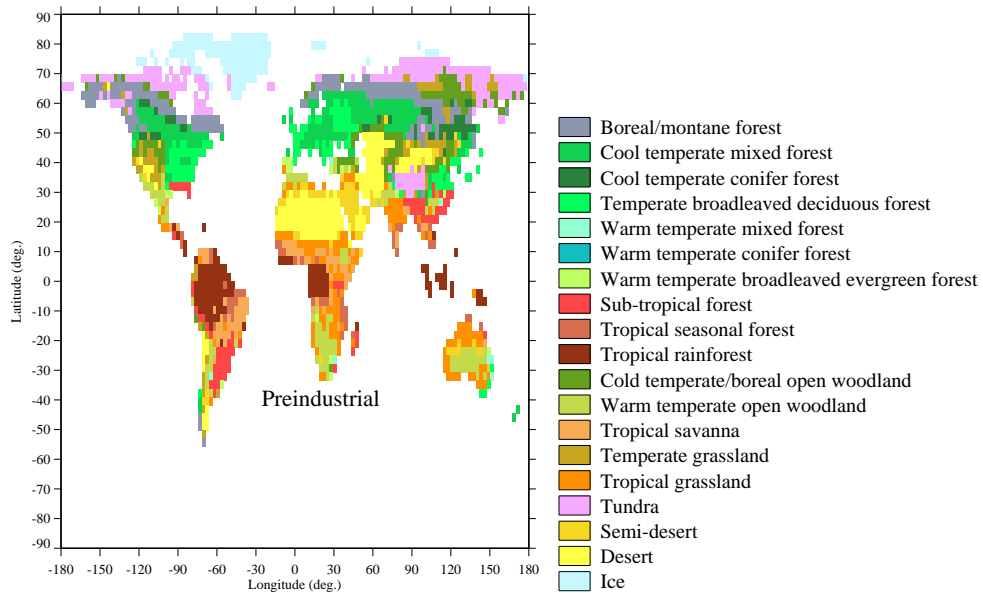 90
80
70
60
50
40
30
20
10
0
-10
-20
-30
-40
-50
-60
-70
-80
-90
Latitude (deg.)
Preindustrial
-180 -150 -120 -90 -60 -30 0 30 60 90 120 150 180
Longitude (deg.)
Boreal/montane forest
Cool temperate mixed forest
Cool temperate conifer forest
Temperate broadleaved deciduous forest
Warm temperate mixed forest
Warm temperate conifer forest
Warm temperate broadleaved evergreen forest
Sub-tropical forest
Tropical seasonal forest
Tropical rainforest
Cold temperate/boreal open woodland
Warm temperate open woodland
Tropical savanna
Temperate grassland
Tropical grassland
Tundra
Semi-desert
Desert
Ice